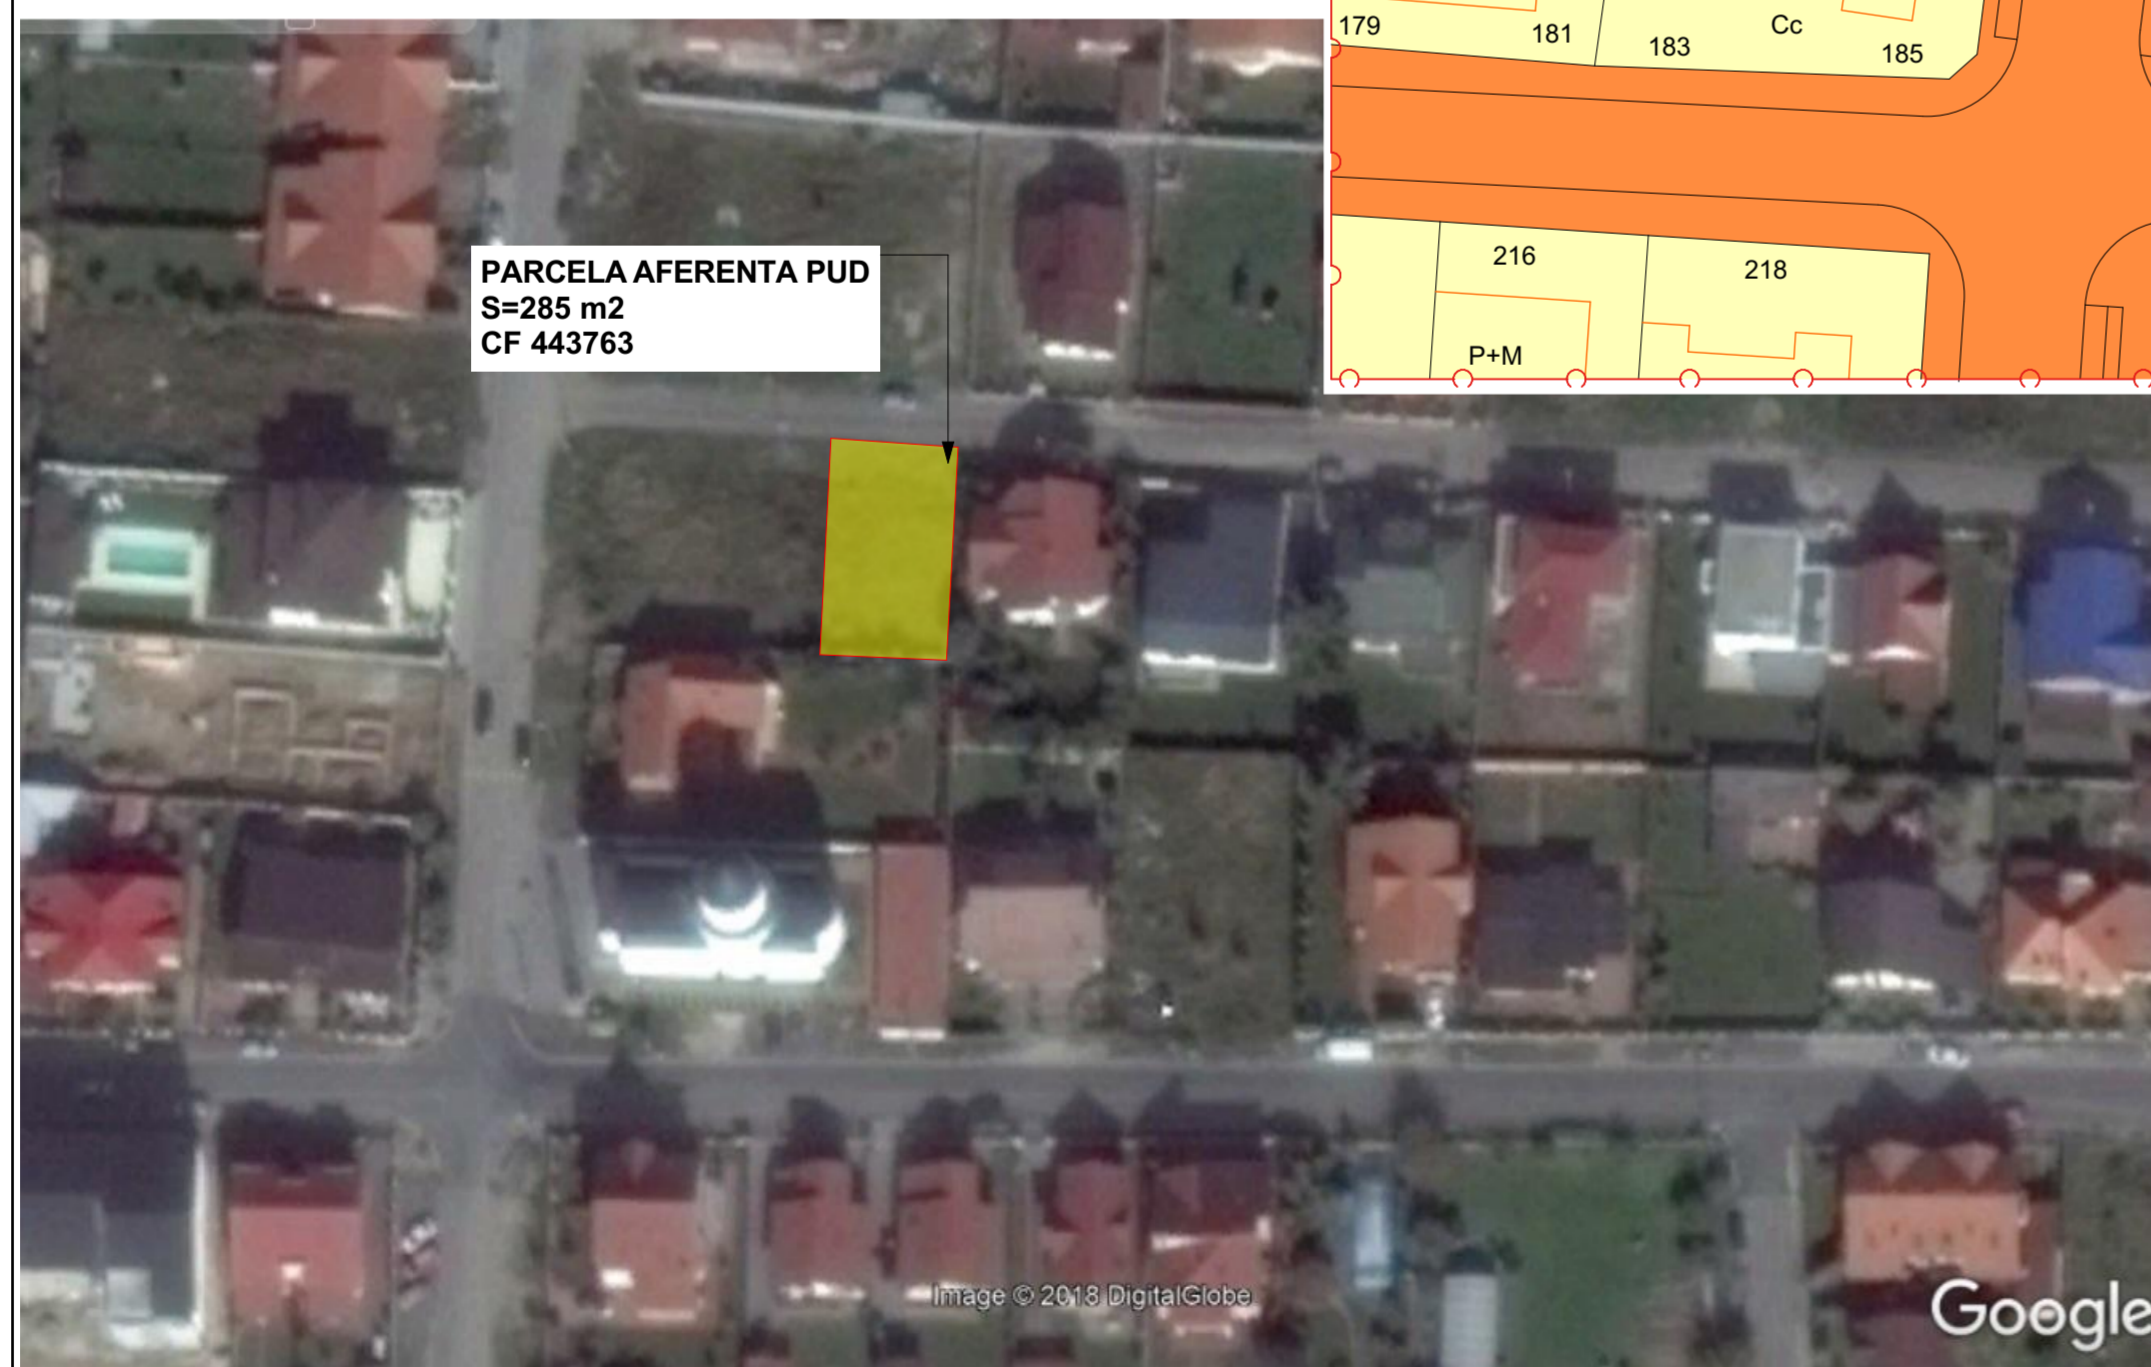 179
181
183
Cc
185
216
218
P+M
PARCELA AFERENTA PUD
S=285 m2
CF 443763
Image © 2018 DigitalGlobe
Google